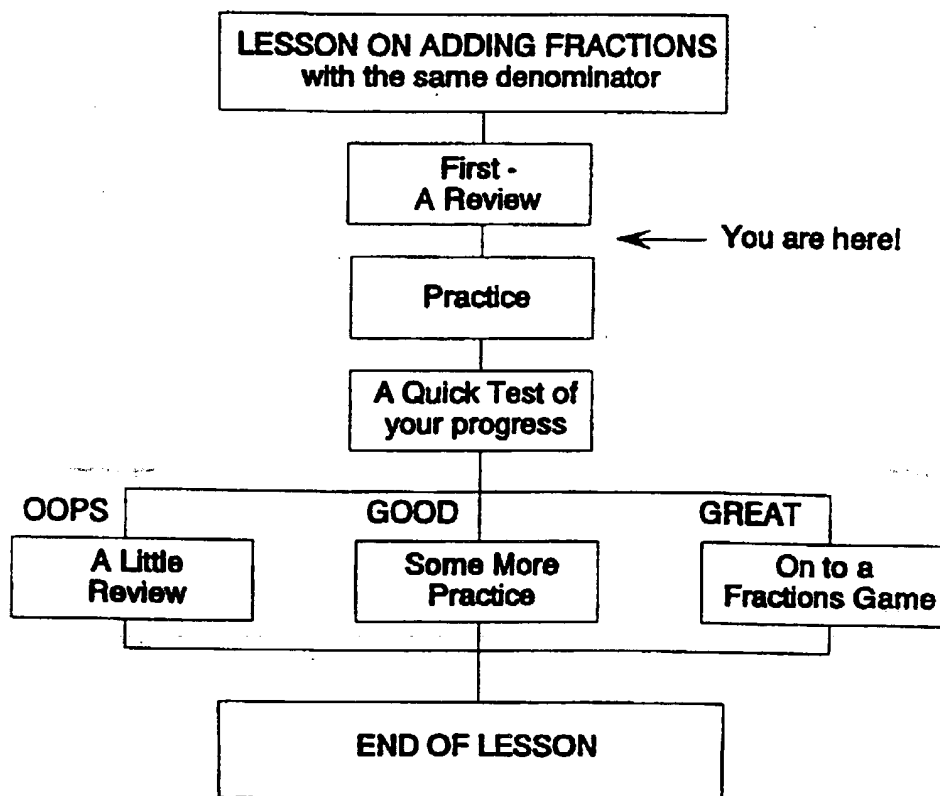 LESSON ON ADDING FRACTIONS
with the same denominator
First -
A Review
You are here!
Practice
A Quick Test of
your progress
OOPS
GOOD
GREAT
A Little
Review
Some More
Practice
On to a
Fractions Game
END OF LESSON